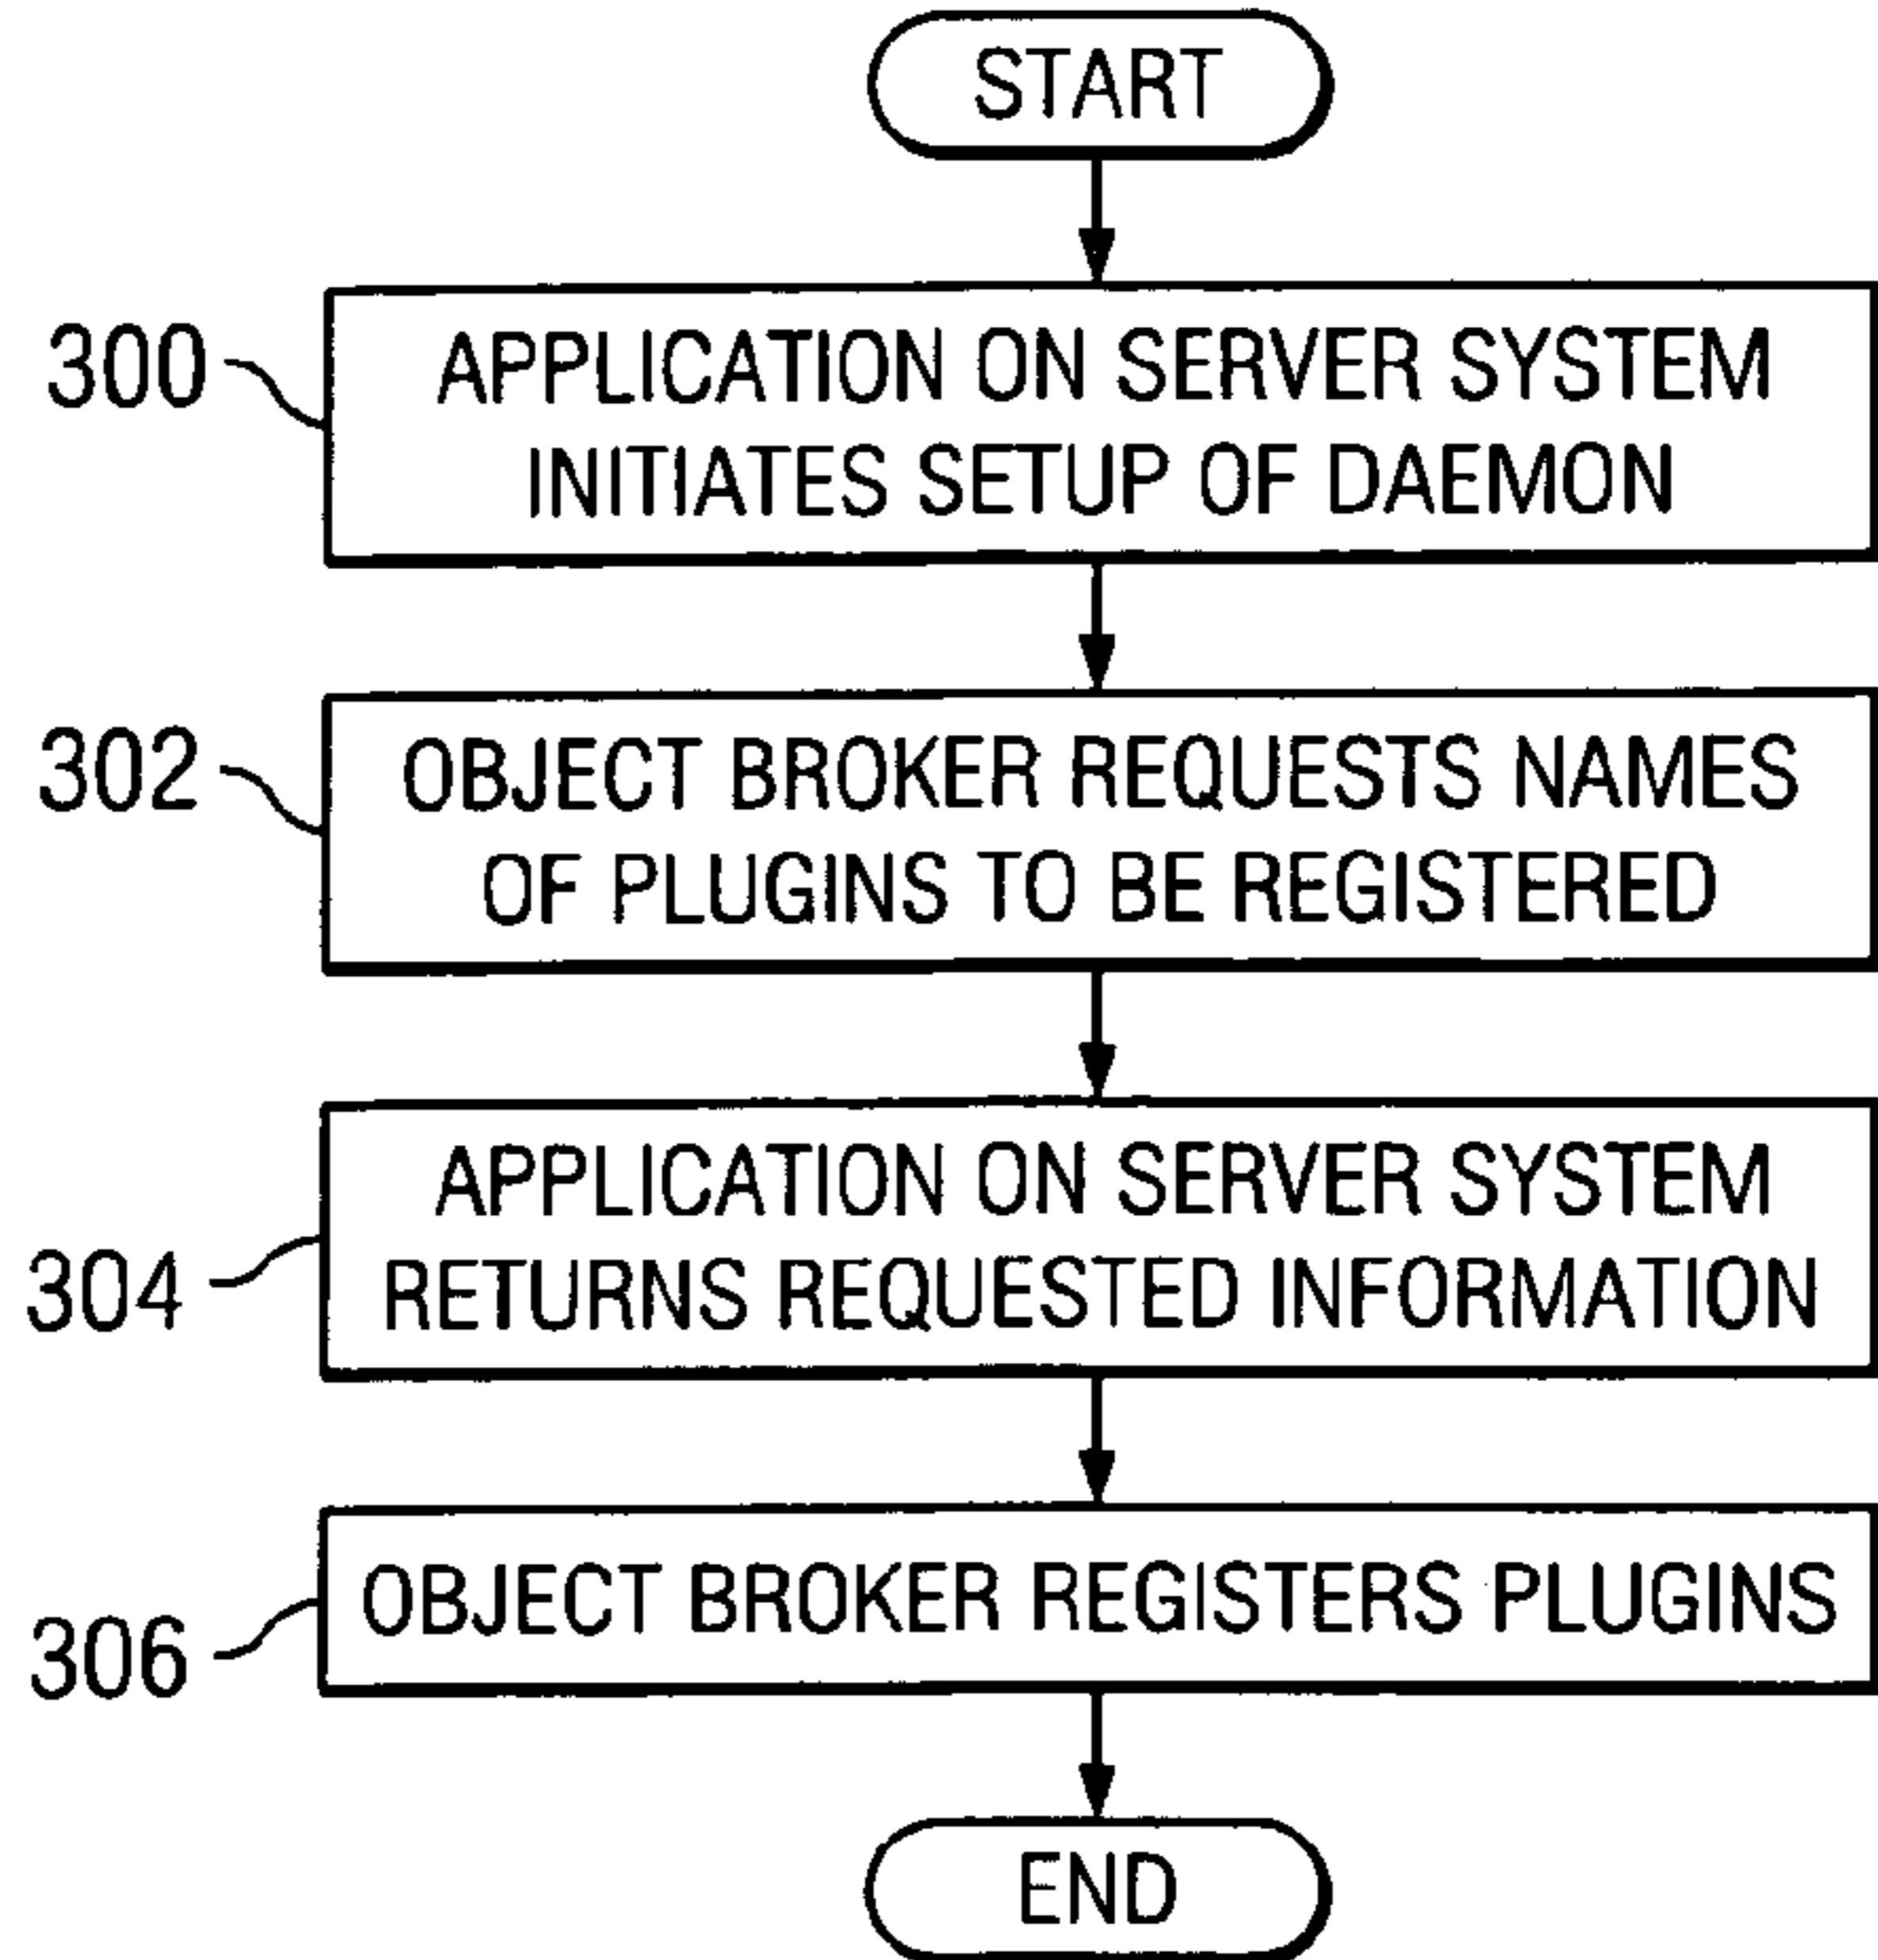 START
300
APPLICATION ON SERVER SYSTEM
INITIATES SETUP OF DAEMON
302
OBJECT BROKER REQUESTS NAMES
OF PLUGINS TO BE REGISTERED
304
APPLICATION ON SERVER SYSTEM
RETURNS REQUESTED INFORMATION
306
OBJECT BROKER REGISTERS PLUGINS
END